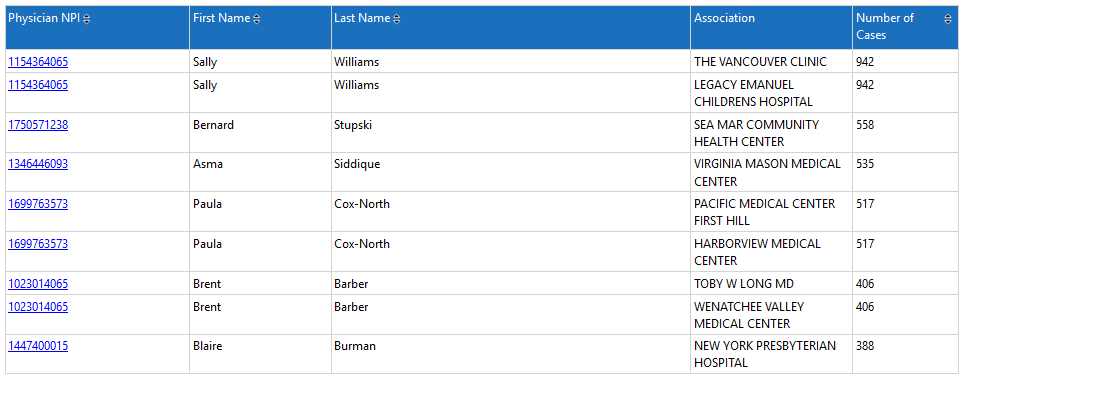 Physician NPI First Name Last Name Association Number of
Cases
1154364065 Sally Williams THE VANCOUVER CLINIC 942
1154364065 Sally Williams LEGACY EMANUEL 942
CHILDRENS HOSPITAL
1750571238 Bernard Stupski SEA MAR COMMUNITY 558
HEALTH CENTER
1346446093 Asma Siddique VIRGINIA MASON MEDICAL 535
CENTER
1699763573 Paula Cox-North PACIFIC MEDICAL CENTER 517
FIRST HILL
1699763573 Paula Cox-North HARBORVIEW MEDICAL 517
CENTER
1023014065 Brent Barber TOBY W LONG MD 406
1023014065 Brent Barber WENATCHEE VALLEY 406
MEDICAL CENTER
1447400015 Blaire Burman NEW YORK PRESBYTERIAN 388
HOSPITAL